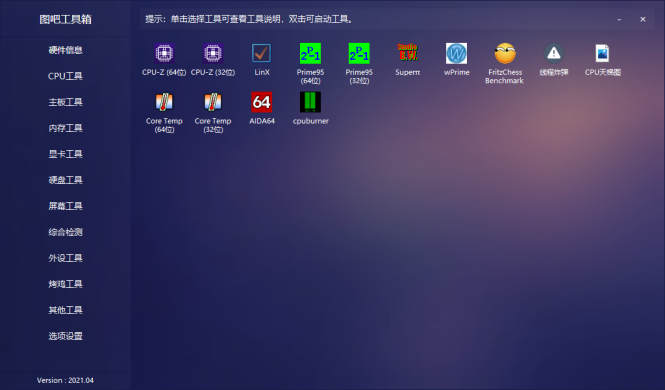 图吧工具箱
提示：单击选择工具可查看工具说明，双击可启动工具。
硬件信息
CPU工具
主板工具
内存工具
显卡工具
硬盘工具
屏幕工具
综合检测
外设工具
烤鸡工具
其他工具
选项设置
Version : 2021.04
CPU-Z (64位)
CPU-Z (32位)
LinX
2^P-1
Prime95
(64位)
2^P-1
Prime95
(32位)
Studio
B.W.
Superπ
W
wPrime
FritzChess
Benchmark
线程炸弹
CPU天梯图
Core Temp
(64位)
Core Temp
(32位)
64
AIDA64
cpuburner